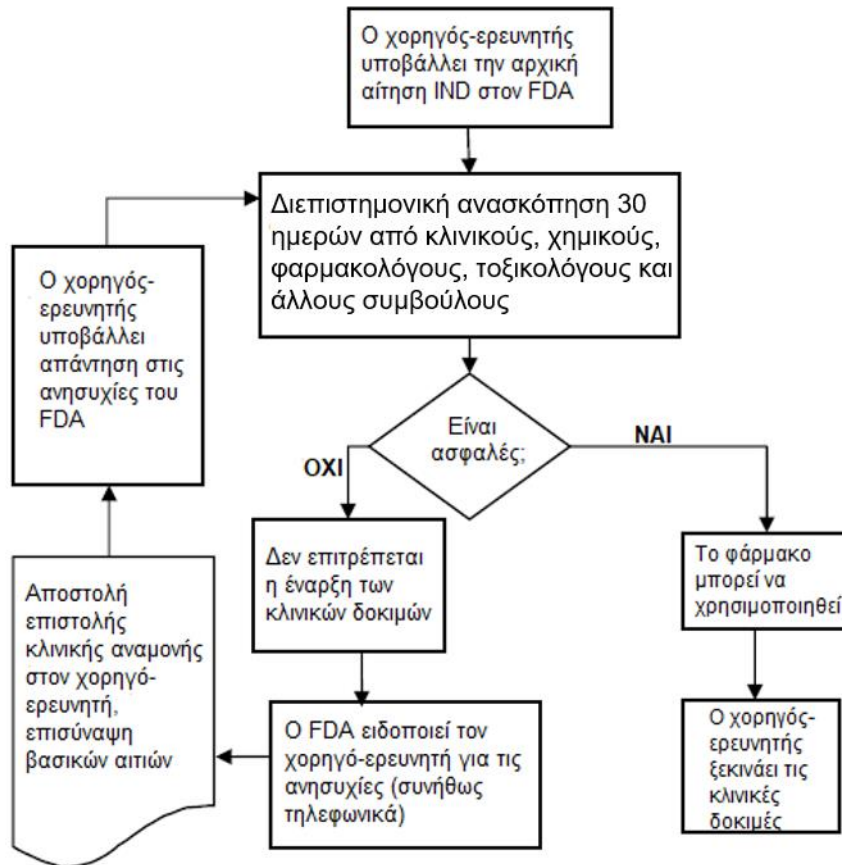 Ο χορηγός-ερευνητής
υποβάλλει την αρχική
αίτηση IND στον FDA
Διεπιστημονική ανασκόπηση 30
ημερών από κλινικούς, χημικούς,
φαρμακολόγους, τοξικολόγους και
άλλους συμβούλους
Ο χορηγός-
ερευνητής
υποβάλλει
απάντηση στις
ανησυχίες του
FDA
Είναι
ασφαλές;
ΟΧΙ
ΝΑΙ
Δεν επιτρέπεται
η έναρξη των
κλινικών δοκιμών
Το φάρμακο
μπορεί να
χρησιμοποιηθεί
Αποστολή
επιστολής
κλινικής αναμονής
στον χορηγό-
ερευνητή,
επισύναψη
βασικών αιτιών
Ο FDA ειδοποιεί τον
χορηγό-ερευνητή για τις
ανησυχίες (συνήθως
τηλεφωνικά)
Ο χορηγός-
ερευνητής
ξεκινάει τις
κλινικές
δοκιμές